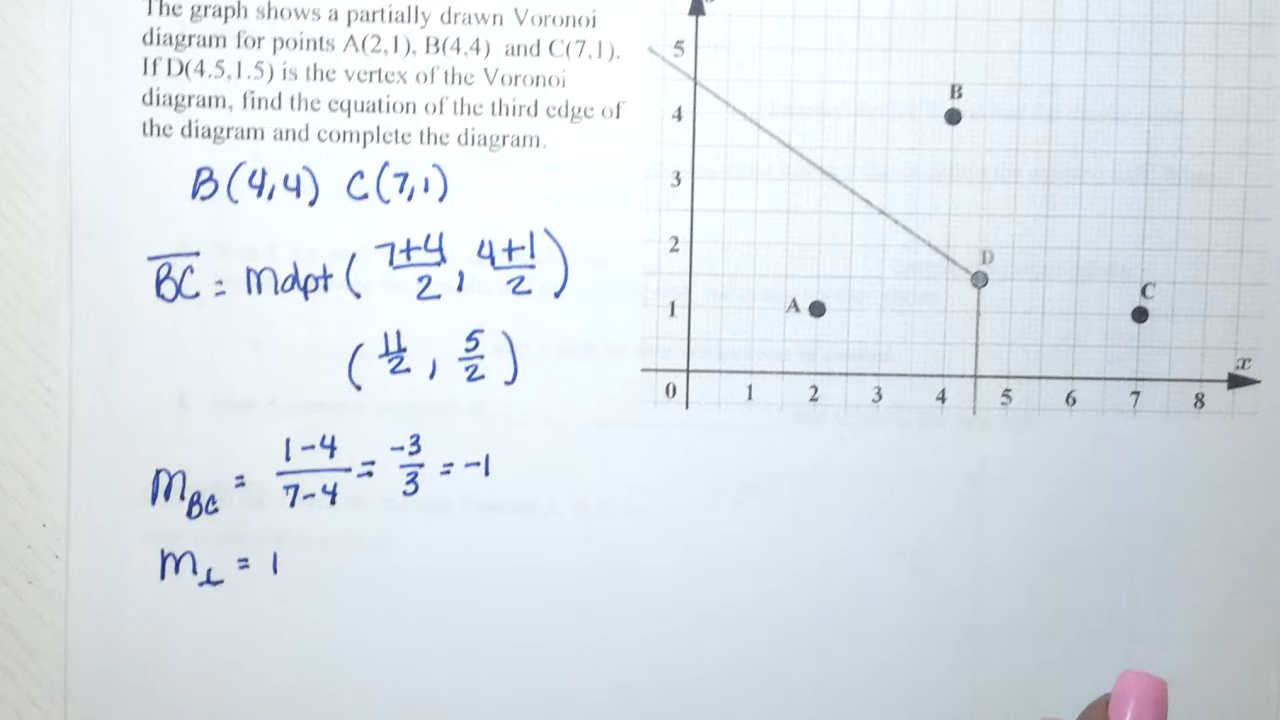 The graph shows a partially drawn Voronoi
diagram for points A(2,1), B(4,4) and C(7,1).
If D(4.5,1.5) is the vertex of the Voronoi
diagram, find the equation of the third edge of
the diagram and complete the diagram.
B(4,4) C(7,1)
BC = mdpt (7+4/2, 4+1/2)
(11/2, 5/2)
mBC = 1-4/7-4 = -3/3 = -1
m⊥ = 1
5
B
4
3
2
D
A
1
C
x
0 1 2 3 4 5 6 7 8